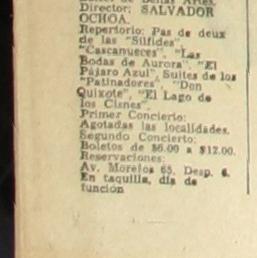 Director: SALVADOR
OCHOA.
Repertorio: Pas de deux
de las "Silfides".
"Cascanueces". "Las
Bodas de Aurora". "El
Pájaro Azul". Suites de los
"Patinadores", "Don
Quixote", "El Lago de
los Cisnes".
Primer Concierto:
Agotadas las localidades.
Segundo Concierto:
Boletos de $6.00 a $12.00.
Reservaciones:
Av. Morelos 65. Desp. 4.
En taquilla, día de
función